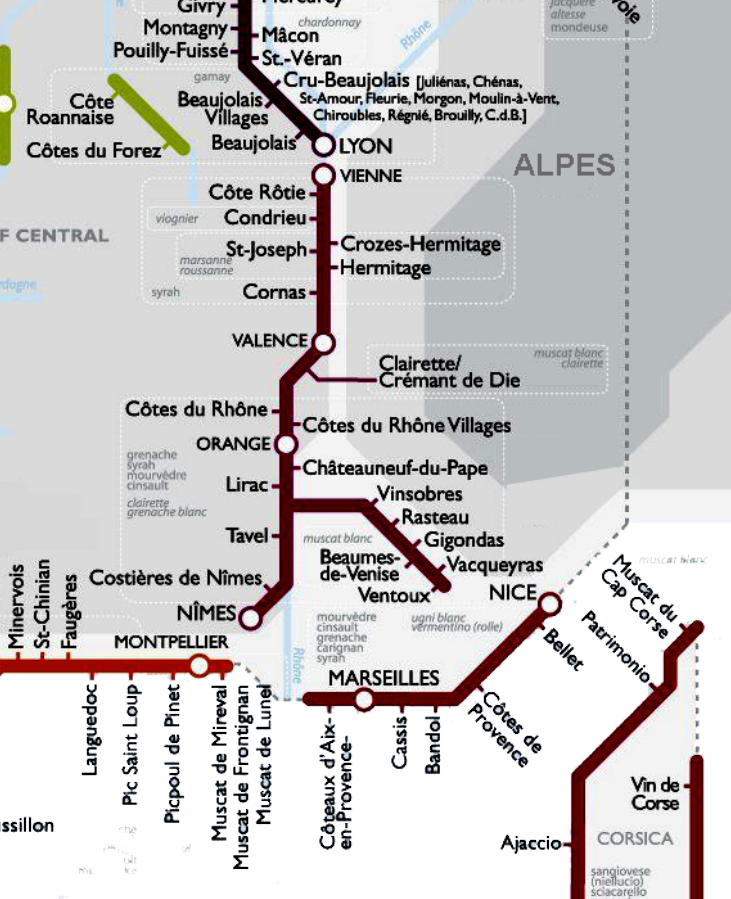 Givry
chardonnay
Montagny
Mâcon
Rhône
Pouilly-Fuissé
St.-Véran
jacquère
altesse
mondeuse
gamay
Cru-Beaujolais [Juliénas, Chénas,
St-Amour, Fleurie, Morgon, Moulin-à-Vent,
Chiroubles, Régnié, Brouilly, C.d.B.]
Côte
Roannaise
Beaujolais
Villages
Côtes du Forez
Beaujolais
LYON
ALPES
VIENNE
Côte Rôtie
viognier
Condrieu
F CENTRAL
St-Joseph
Crozes-Hermitage
marsanne
roussanne
Hermitage
syrah
Cornas
VALENCE
muscat blanc
clairette
Clairette/
Crémant de Die
Côtes du Rhône
Côtes du Rhône Villages
ORANGE
grenache
syrah
mourvèdre
cinsault
clairette
grenache blanc
Châteauneuf-du-Pape
Lirac
Vinsobres
Rasteau
Tavel
muscat blanc
Gigondas
Beaumes-
de-Venise
Vacqueyras
Costières de Nîmes
Ventoux
NICE
NÎMES
mourvèdre
cinsault
grenache
carignan
syrah
ugni blanc
vermentino (rolle)
muscat blanc
Muscat du
Cap Corse
Patrimonio
Bellet
Minervois
St-Chinian
Faugères
MONTPELLIER
Rhône
MARSEILLES
Languedoc
Pic Saint Loup
Picpoul de Pinet
Muscat de Mireval
Muscat de Frontignan
Muscat de Lunel
Côteaux d'Aix-
en-Provence-
Cassis
Bandol
Côtes de
Provence
Vin de
Corse
ssillon
Ajaccio
CORSICA
sangiovese
(niellucio)
sciacarello